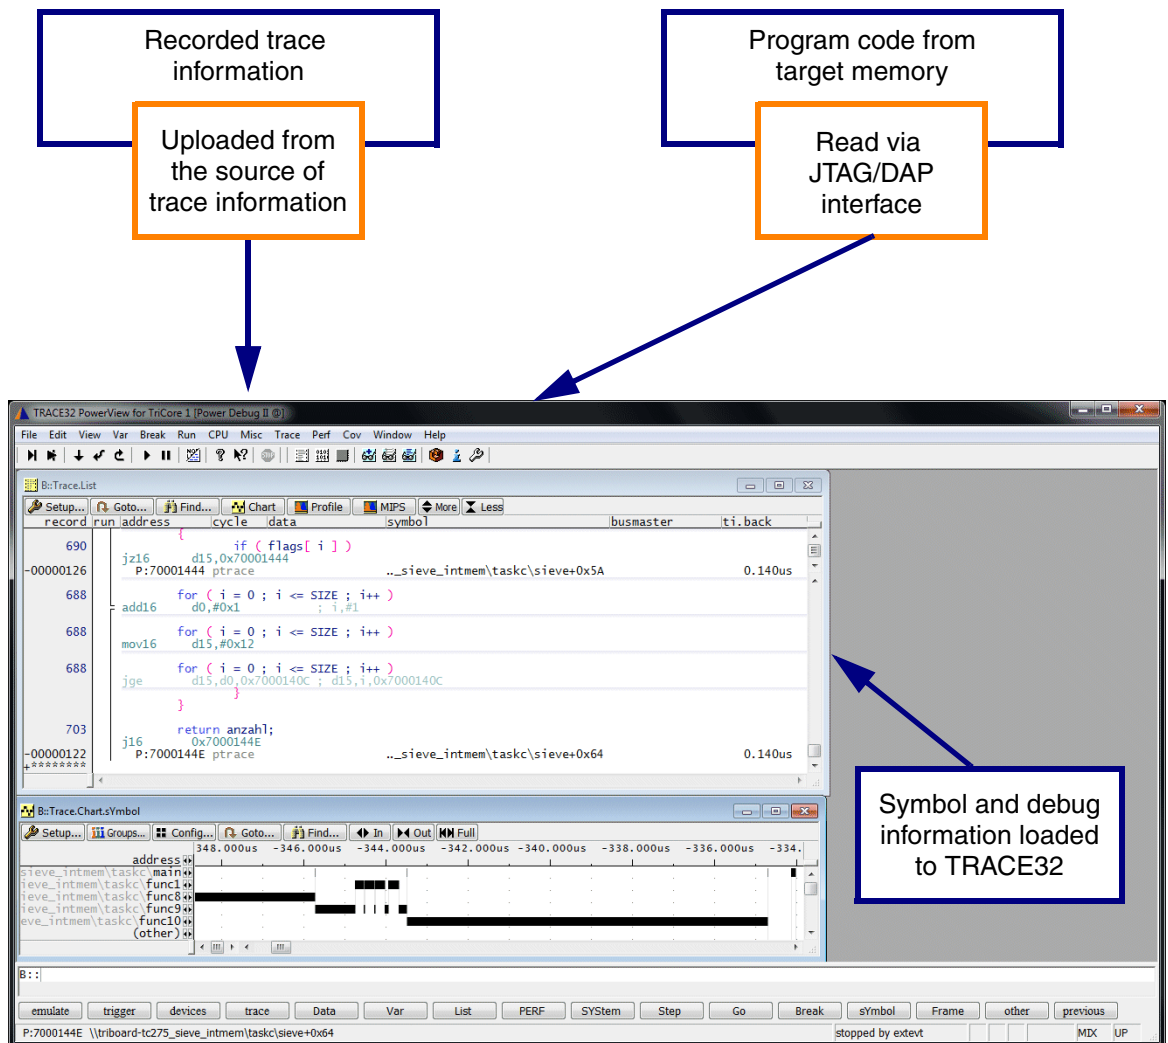 Recorded trace
information
Uploaded from
the source of
trace information
Program code from
target memory
Read via
JTAG/DAP
interface
TRACE32 PowerView for TriCore 1 [Power Debug II @]
File Edit View Var Break Run CPU Misc Trace Perf Cov Window Help
B::Trace.List
Setup... Goto... Find... Chart Profile MIPS More Less
record run address cycle data symbol busmaster ti.back
{
690 if ( flags[ i ] )
jz16 d15,0x70001444
-00000126 P:70001444 ptrace .._sieve_intmem\taskc\sieve+0x5A 0.140us
688 for ( i = 0 ; i <= SIZE ; i++ )
add16 d0,#0x1 ; i,#1
688 for ( i = 0 ; i <= SIZE ; i++ )
mov16 d15,#0x12
688 for ( i = 0 ; i <= SIZE ; i++ )
jge d15,d0,0x7000140C ; d15,i,0x7000140C
}
}
703 return anzahl;
j16 0x7000144E
-00000122 P:7000144E ptrace .._sieve_intmem\taskc\sieve+0x64 0.140us
+********
Symbol and debug
information loaded
to TRACE32
B::Trace.Chart.sYmbol
Setup... Groups... Config... Goto... Find... In Out Full
348.000us -346.000us -344.000us -342.000us -340.000us -338.000us -336.000us -334.
address
sieve_intmem\taskc\main
ieve_intmem\taskc\func1
ieve_intmem\taskc\func8
ieve_intmem\taskc\func9
eve_intmem\taskc\func10
(other)
B::
emulate trigger devices trace Data Var List PERF SYStem Step Go Break sYmbol Frame other previous
P:7000144E \\triboard-tc275_sieve_intmem\taskc\sieve+0x64 stopped by extevt MIX UP